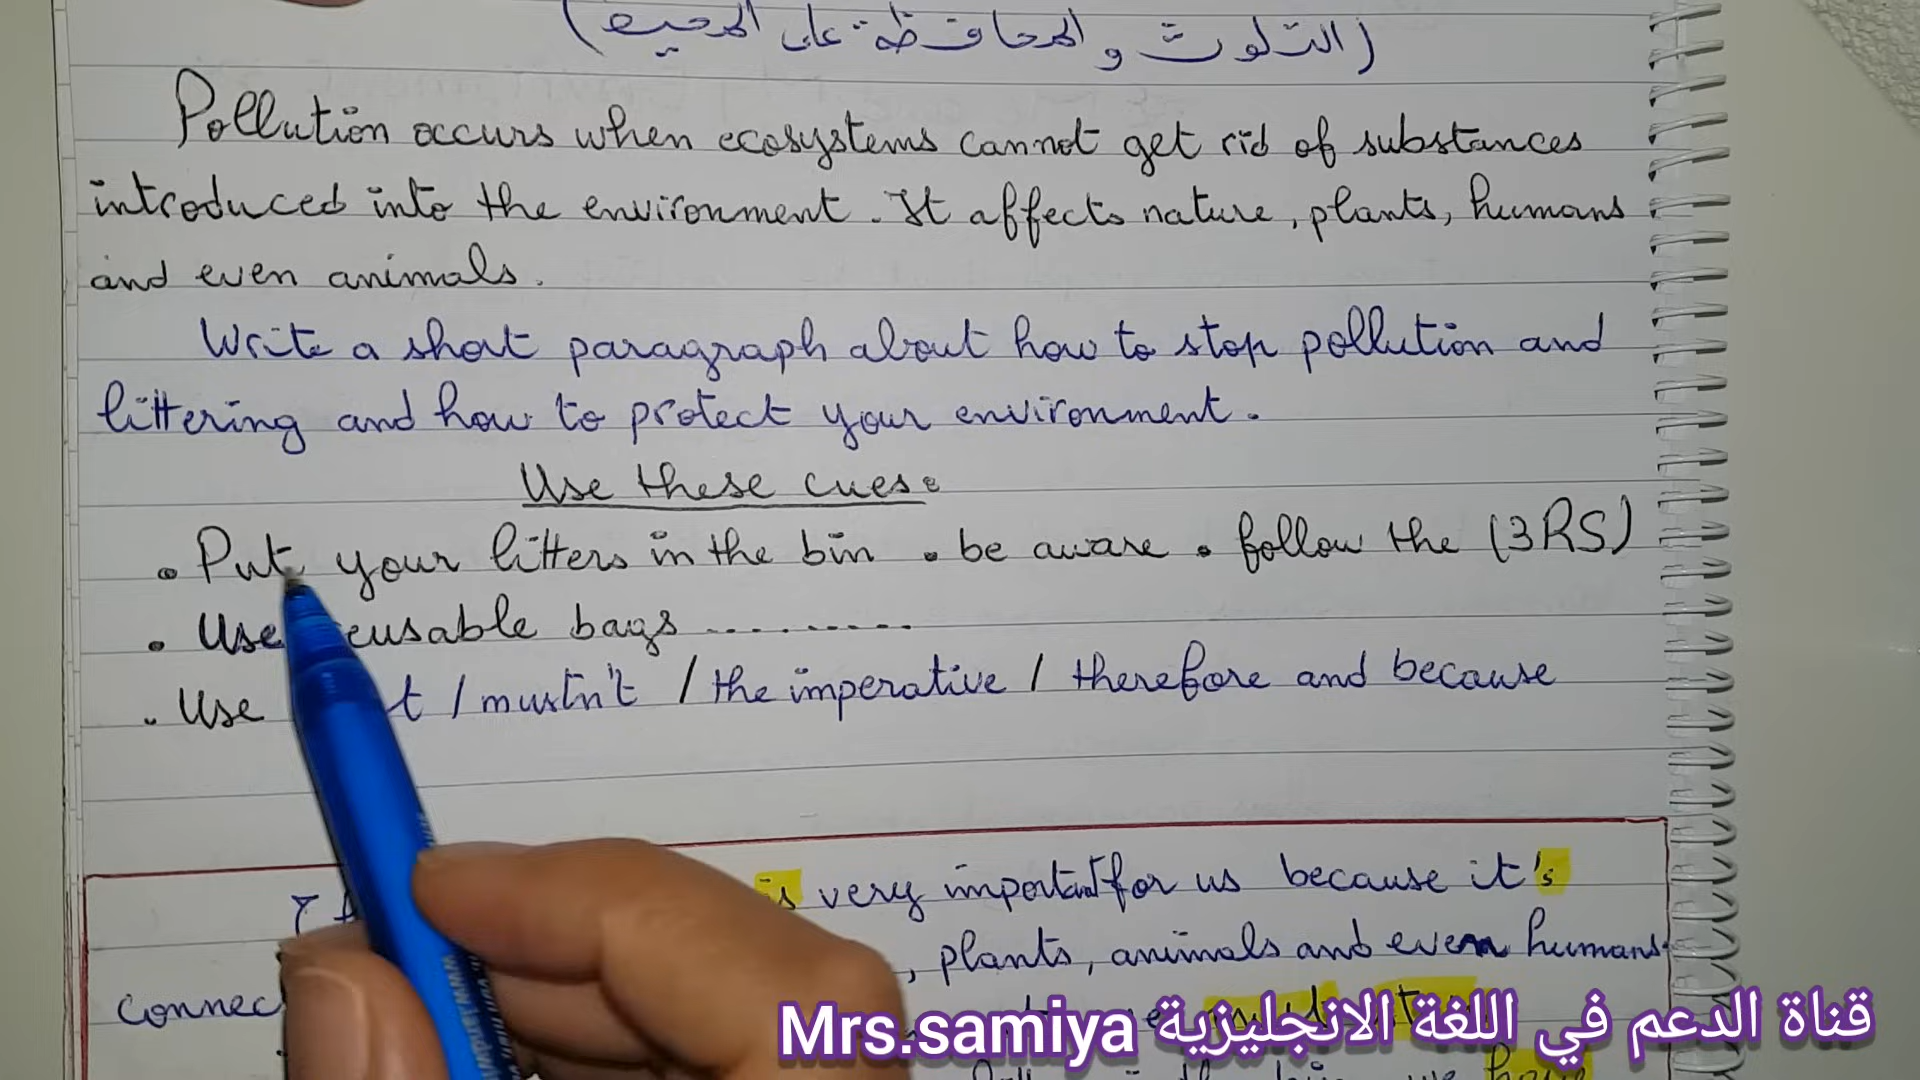 (التلوث والمحافظة على المحيط)
Pollution occurs when ecosystems cannot get rid of substances
introduced into the environment. It affects nature, plants, humans
and even animals.
Write a short paragraph about how to stop pollution and
littering and how to protect your environment.
Use these cues:
• Put your litters in the bin • be aware • follow the (3RS)
• Use reusable bags .........
• Use t / mustn't / the imperative / therefore and because
is very important for us because it's
, plants, animals and even humans.
connec
قناة الدعم في اللغة الانجليزية Mrs.samiya